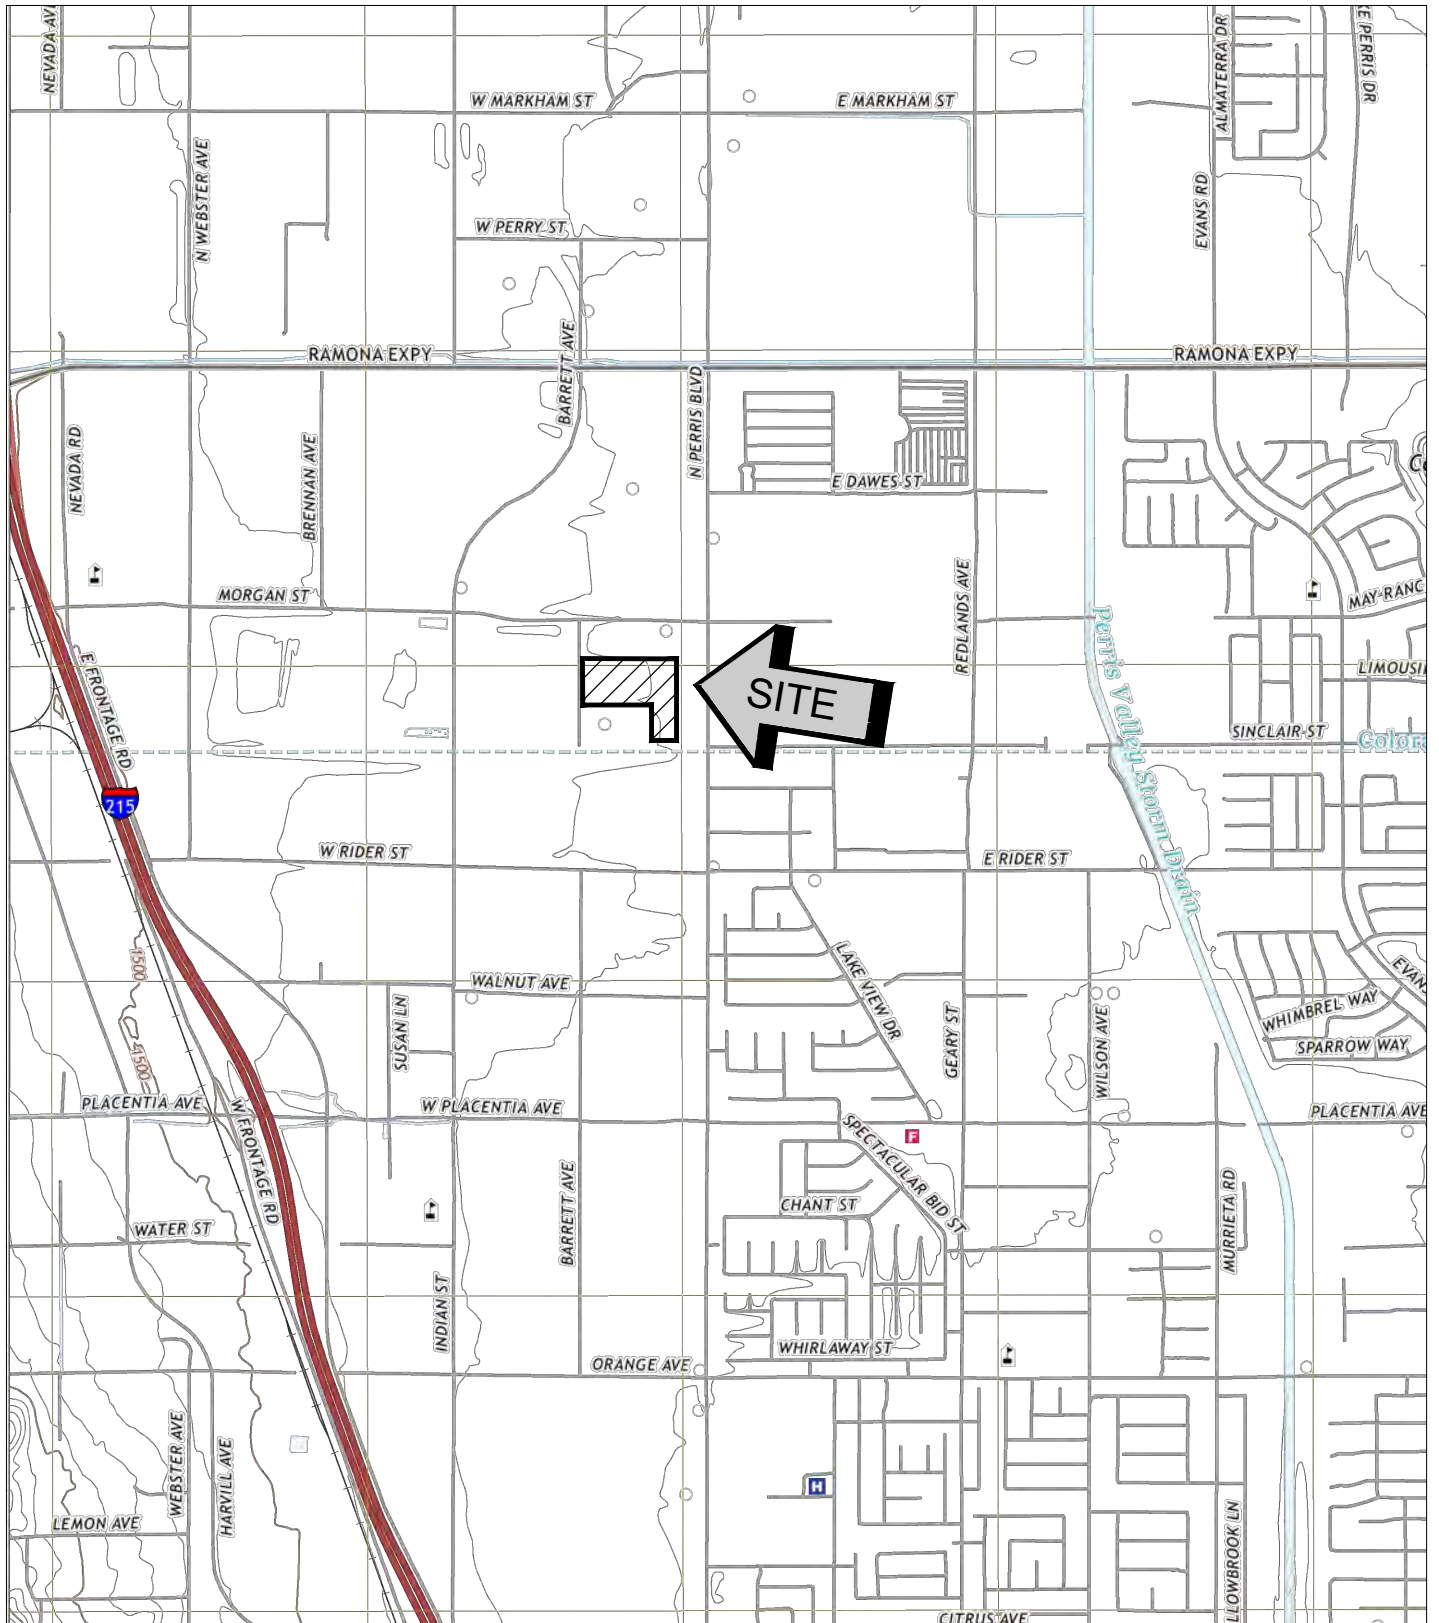 NEVADA AV
ALMATERRA DR
KE PERRIS DR
W MARKHAM ST
E MARKHAM ST
N WEBSTER AVE
EVANS RD
W PERRY ST
RAMONA EXPY
BARRETT AVE
RAMONA EXPY
N PERRIS BLVD
NEVADA RD
BRENNAN AVE
E DAWES ST
REDLANDS AVE
MORGAN ST
MAY RANC
E FRONTAGE RD
SITE
Perris Valley Storm Drain
LIMOUSI
SINCLAIR ST
Colora
215
W RIDER ST
E RIDER ST
1500
WALNUT AVE
LAKE VIEW DR
EVANS
WHIMBREL WAY
SUSAN LN
GEARY ST
WILSON AVE
SPARROW WAY
1500
PLACENTIA AVE
W PLACENTIA AVE
PLACENTIA AVE
W FRONTAGE RD
F
SPECTACULAR BID ST
BARRETT AVE
CHANT ST
MURRIETA RD
WATER ST
INDIAN ST
WHIRLAWAY ST
ORANGE AVE
WEBSTER AVE
HARVILL AVE
H
LEMON AVE
LLOWBROOK LN
CITRUS AVE